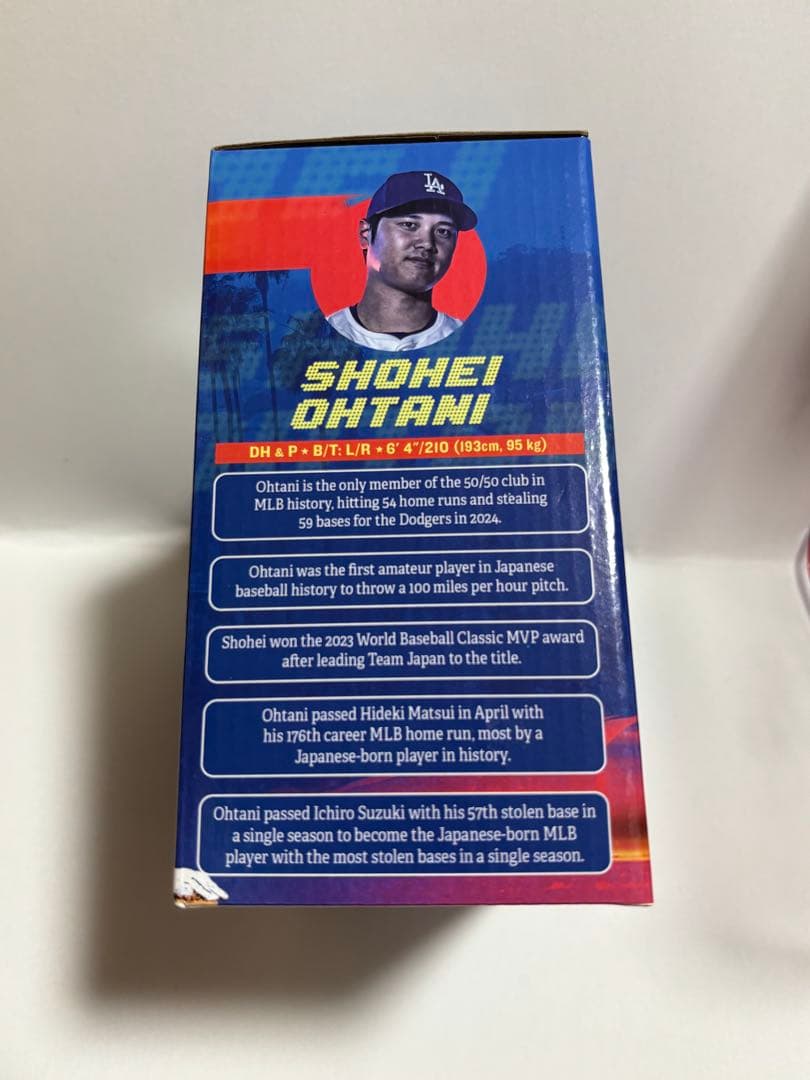 LA
SHOHEI
OHTANI
DH & P ★ B/T: L/R ★ 6' 4"/210 (193cm, 95 kg)
Ohtani is the only member of the 50/50 club in
MLB history, hitting 54 home runs and stealing
59 bases for the Dodgers in 2024.
Ohtani was the first amateur player in Japanese
baseball history to throw a 100 miles per hour pitch.
Shohei won the 2023 World Baseball Classic MVP award
after leading Team Japan to the title.
Ohtani passed Hideki Matsui in April with
his 176th career MLB home run, most by a
Japanese-born player in history.
Ohtani passed Ichiro Suzuki with his 57th stolen base in
a single season to become the Japanese-born MLB
player with the most stolen bases in a single season.